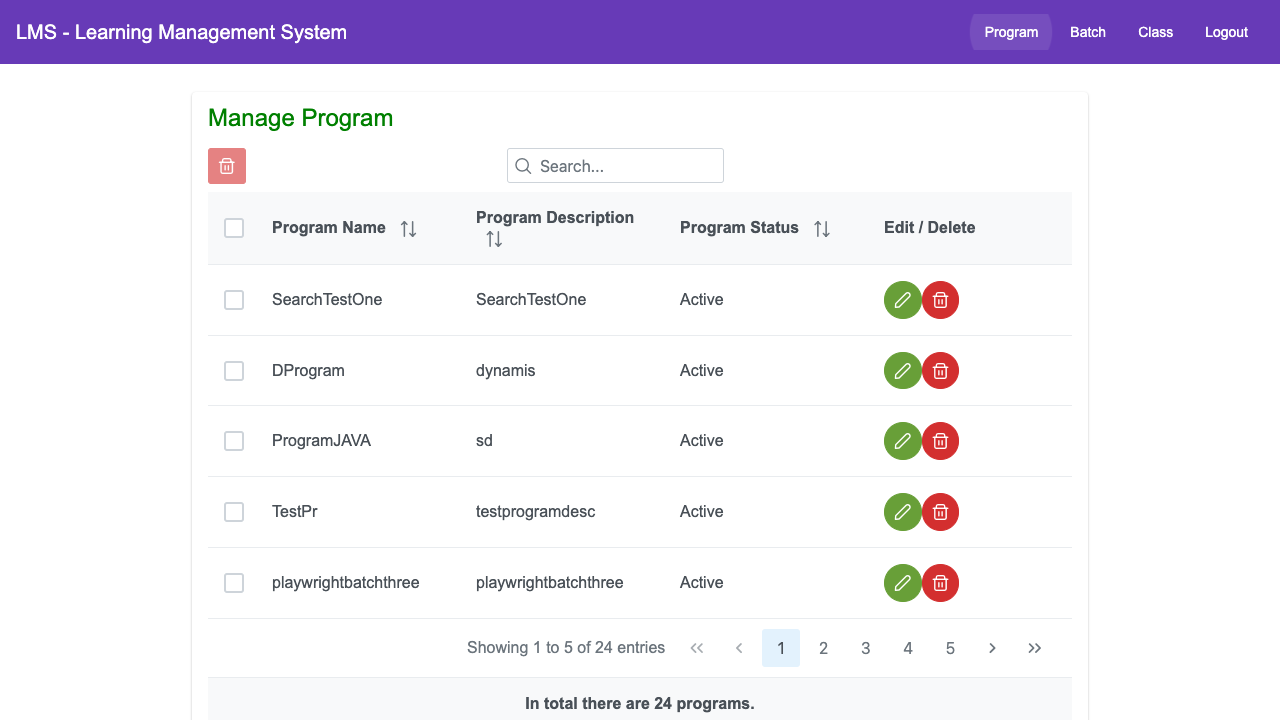 LMS - Learning Management System
Program Batch Class Logout
Manage Program
Search...
Program Name Program Description Program Status Edit / Delete
SearchTestOne SearchTestOne Active
DProgram dynamis Active
ProgramJAVA sd Active
TestPr testprogramdesc Active
playwrightbatchthree playwrightbatchthree Active
Showing 1 to 5 of 24 entries 1 2 3 4 5
In total there are 24 programs.